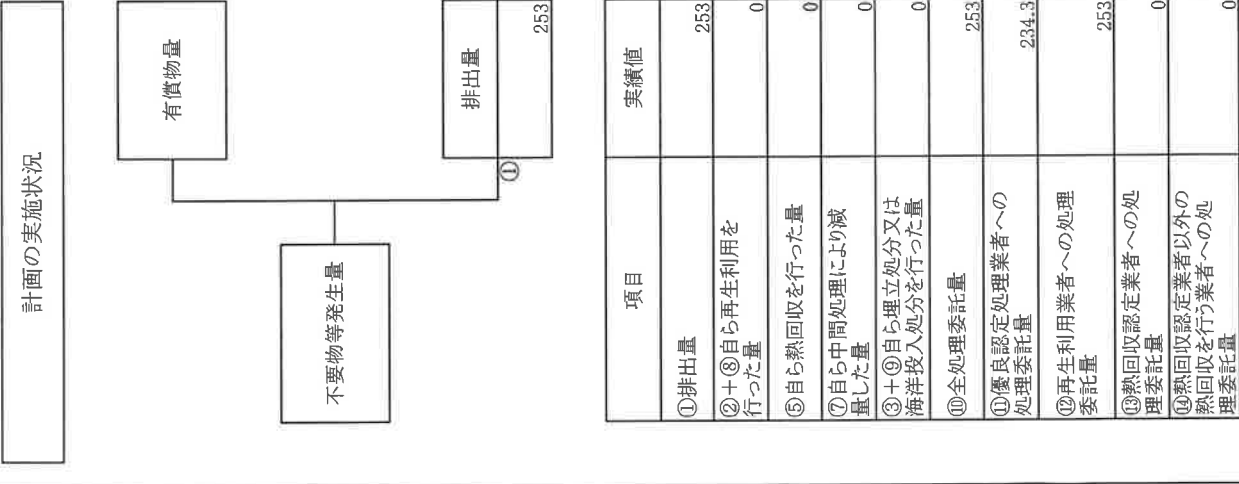 計画の実施状況
有償物量
不要物等発生量
排出量
①
253
項目
実績値
①排出量
253
②+⑧自ら再生利用を
行った量
0
⑤自ら熱回収を行った量
0
⑦自ら中間処理により減
量した量
0
③+⑨自ら埋立処分又は
海洋投入処分を行った量
0
⑩全処理委託量
253
⑪優良認定処理業者への
処理委託量
234.3
⑫再生利用業者への処理
委託量
253
⑬熱回収認定業者への処
理委託量
0
⑭熱回収認定業者以外の
熱回収を行う業者への処
理委託量
0